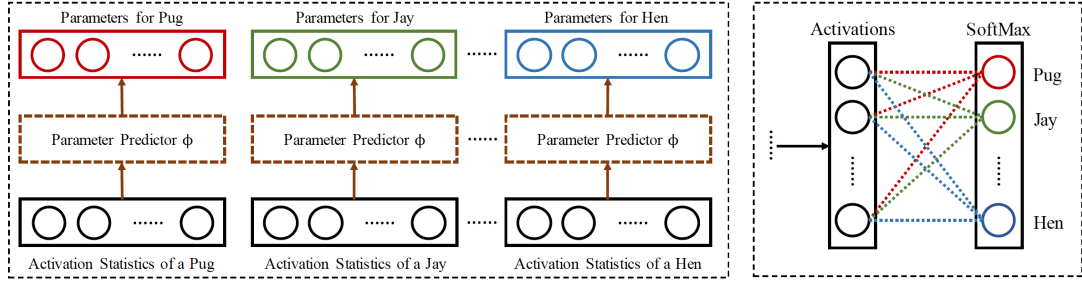 Parameters for Pug
Parameters for Jay
Parameters for Hen
......
......
......
......
Parameter Predictor ϕ
Parameter Predictor ϕ
......
Parameter Predictor ϕ
......
......
......
......
Activation Statistics of a Pug
Activation Statistics of a Jay
Activation Statistics of a Hen
Activations
SoftMax
Pug
Jay
Hen